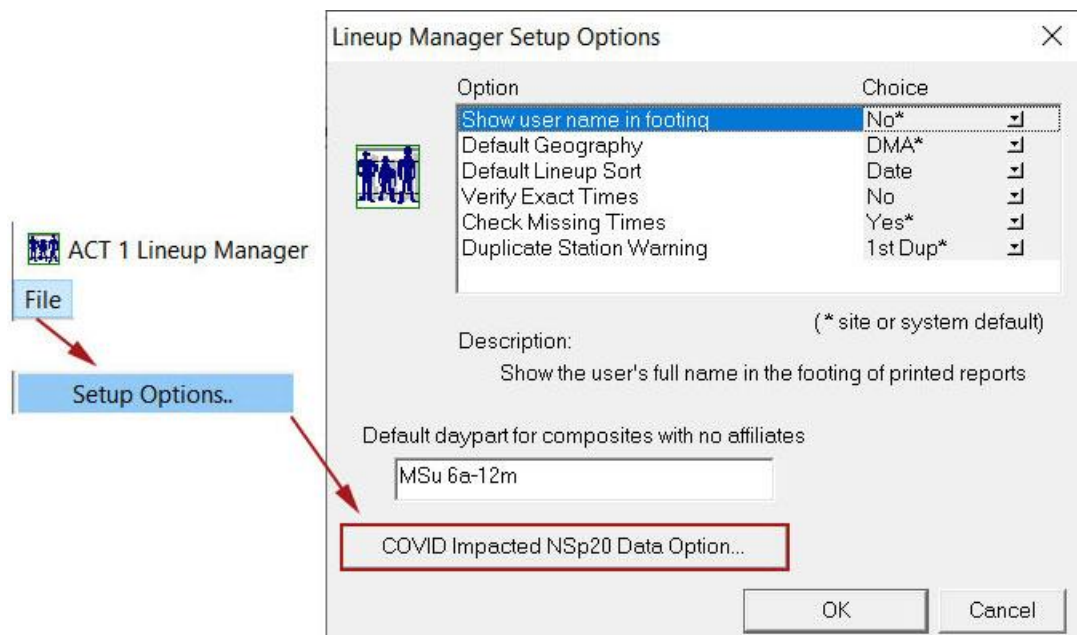 ACT 1 Lineup Manager
File
Setup Options..
Lineup Manager Setup Options
Option Choice
Show user name in footing No*
Default Geography DMA*
Default Lineup Sort Date
Verify Exact Times No
Check Missing Times Yes*
Duplicate Station Warning 1st Dup*
(* site or system default)
Description:
Show the user's full name in the footing of printed reports
Default daypart for composites with no affiliates
MSu 6a-12m
COVID Impacted NSp20 Data Option...
OK Cancel